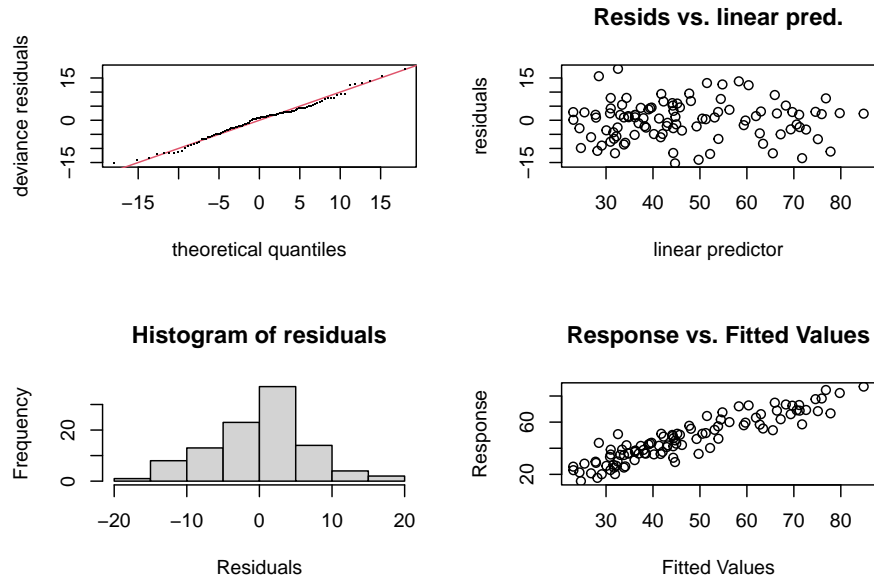 deviance residuals
−15 0 15
−15 −5 0 5 10 15
theoretical quantiles
Resids vs. linear pred.
residuals
−15 0 15
30 40 50 60 70 80
linear predictor
Histogram of residuals
Frequency
0 20
−20 −10 0 10 20
Residuals
Response vs. Fitted Values
Response
20 60
30 40 50 60 70 80
Fitted Values